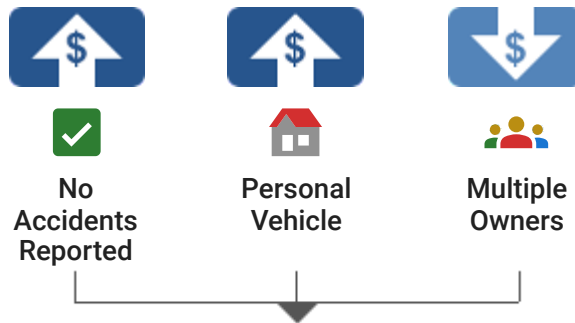 $ $ $
No
Accidents
Reported
Personal
Vehicle
Multiple
Owners